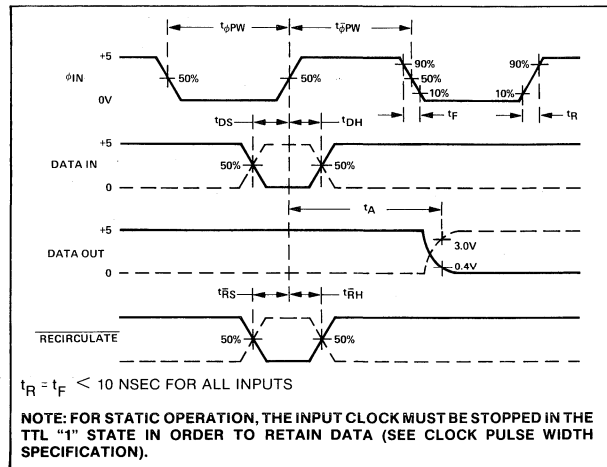 tφPW
tφ̅PW
+5
φIN
0V
50%
50%
90%
50%
10%
10%
90%
tF
tR
tDS
tDH
+5
DATA IN
0
50%
50%
tA
+5
DATA OUT
0
3.0V
0.4V
tR̅S
tR̅H
RECIRCULATE
50%
50%
tR = tF < 10 NSEC FOR ALL INPUTS
NOTE: FOR STATIC OPERATION, THE INPUT CLOCK MUST BE STOPPED IN THE
TTL "1" STATE IN ORDER TO RETAIN DATA (SEE CLOCK PULSE WIDTH
SPECIFICATION).